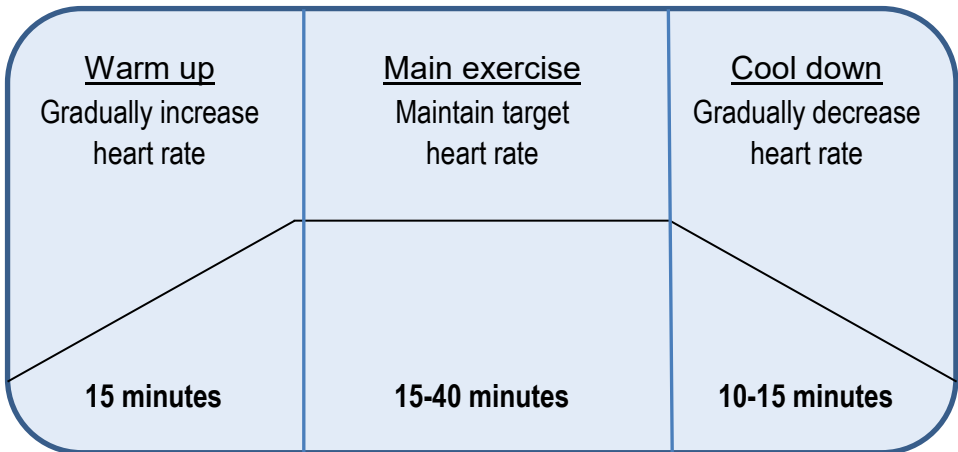 Warm up
Gradually increase
heart rate
Main exercise
Maintain target
heart rate
Cool down
Gradually decrease
heart rate
15 minutes
15-40 minutes
10-15 minutes